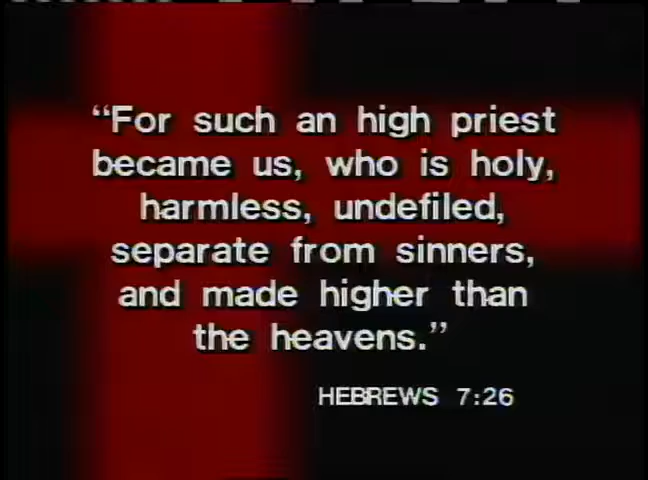 “For such an high priest
became us, who is holy,
harmless, undefiled,
separate from sinners,
and made higher than
the heavens.”
HEBREWS 7:26